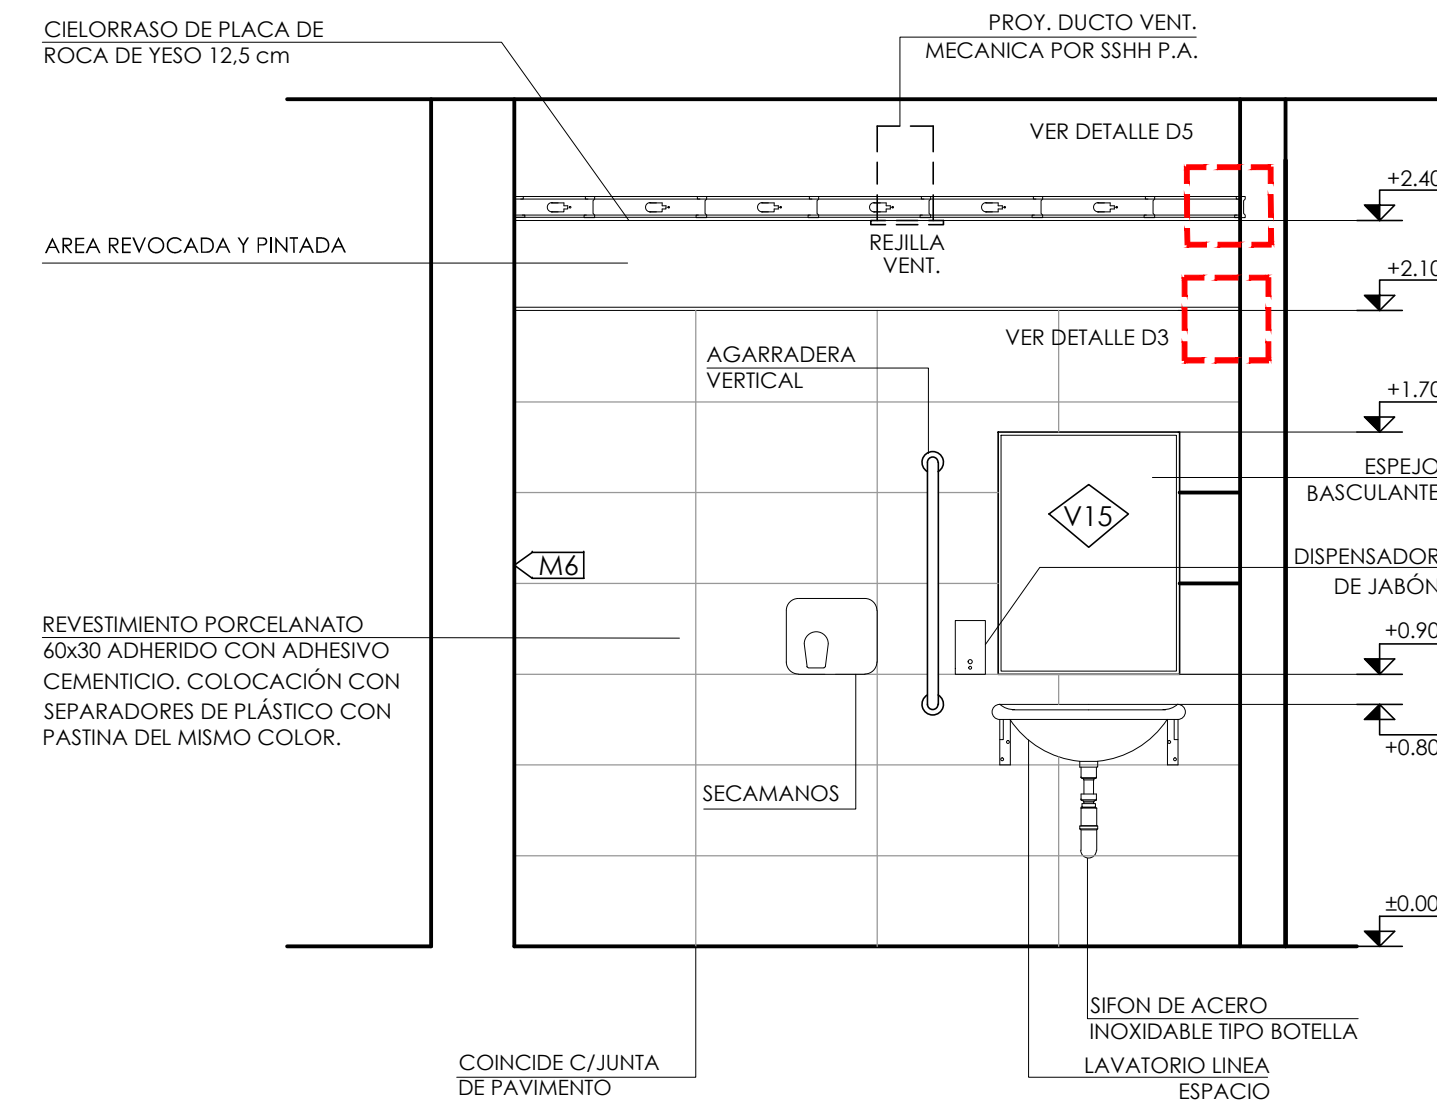 CIELORRASO DE PLACA DE
ROCA DE YESO 12,5 cm
PROY. DUCTO VENT.
MECANICA POR SSHH P.A.
VER DETALLE D5
+2.40
AREA REVOCADA Y PINTADA
REJILLA
VENT.
+2.10
VER DETALLE D3
AGARRADERA
VERTICAL
+1.70
ESPEJO
BASCULANTE
V15
M6
DISPENSADOR
DE JABÓN
REVESTIMIENTO PORCELANATO
60x30 ADHERIDO CON ADHESIVO
CEMENTICIO. COLOCACIÓN CON
SEPARADORES DE PLÁSTICO CON
PASTINA DEL MISMO COLOR.
+0.90
+0.80
SECAMANOS
±0.00
SIFON DE ACERO
INOXIDABLE TIPO BOTELLA
COINCIDE C/JUNTA
DE PAVIMENTO
LAVATORIO LINEA
ESPACIO